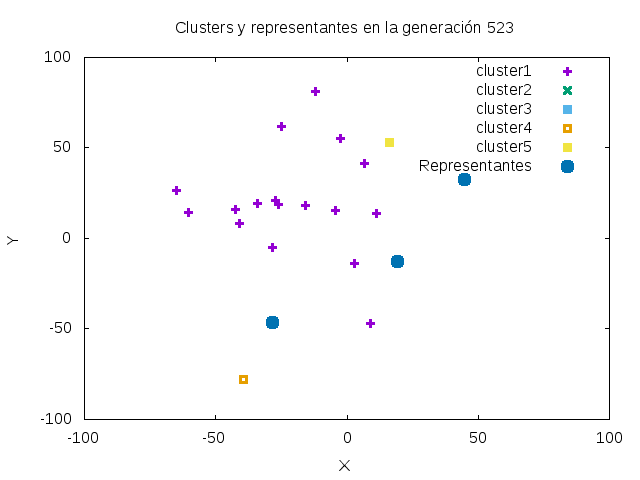 Clusters y representantes en la generación 523
100
50
0
-50
-100
-100
-50
0
50
100
Y
X
cluster1
cluster2
cluster3
cluster4
cluster5
Representantes